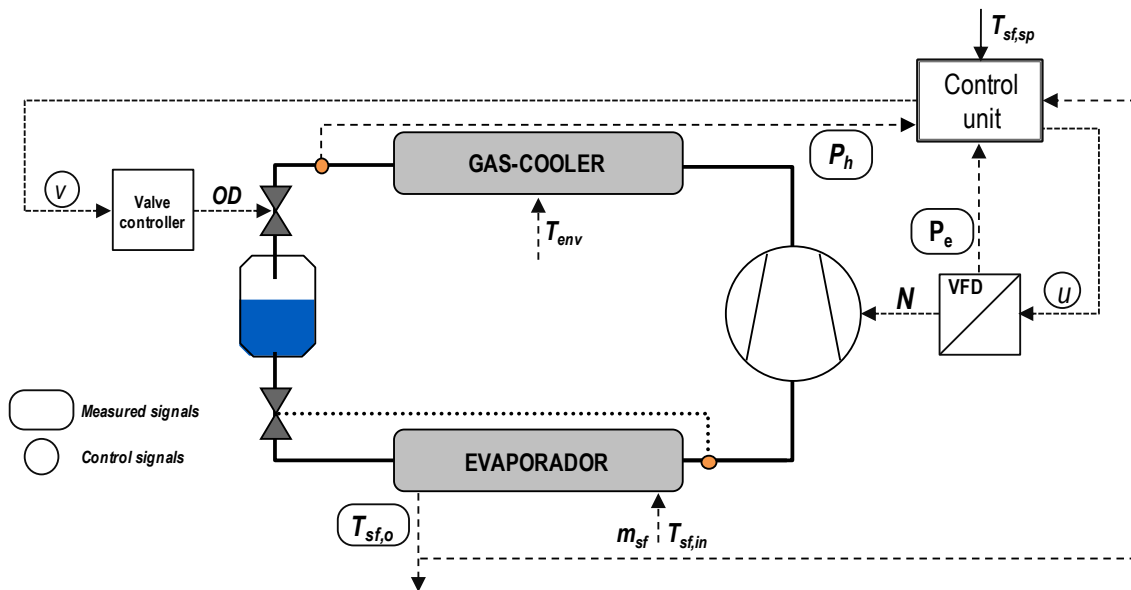 T_sf,sp
Control
unit
GAS-COOLER
P_h
v
Valve
controller
OD
T_env
P_e
VFD
N
u
Measured signals
Control signals
EVAPORADOR
T_sf,o
m_sf
T_sf,in